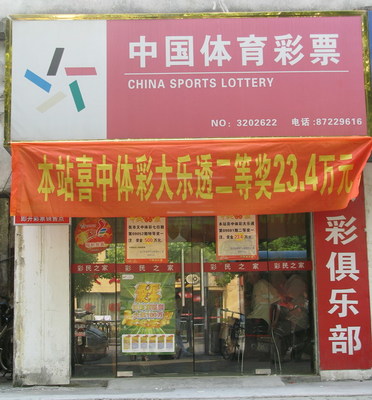 中国体育彩票
CHINA SPORTS LOTTERY
NO: 3202622 电话:87229616
本站喜中体彩大乐透二等奖23.4万元
彩民之家 彩民之家 彩民之家 彩民之家
彩俱乐部